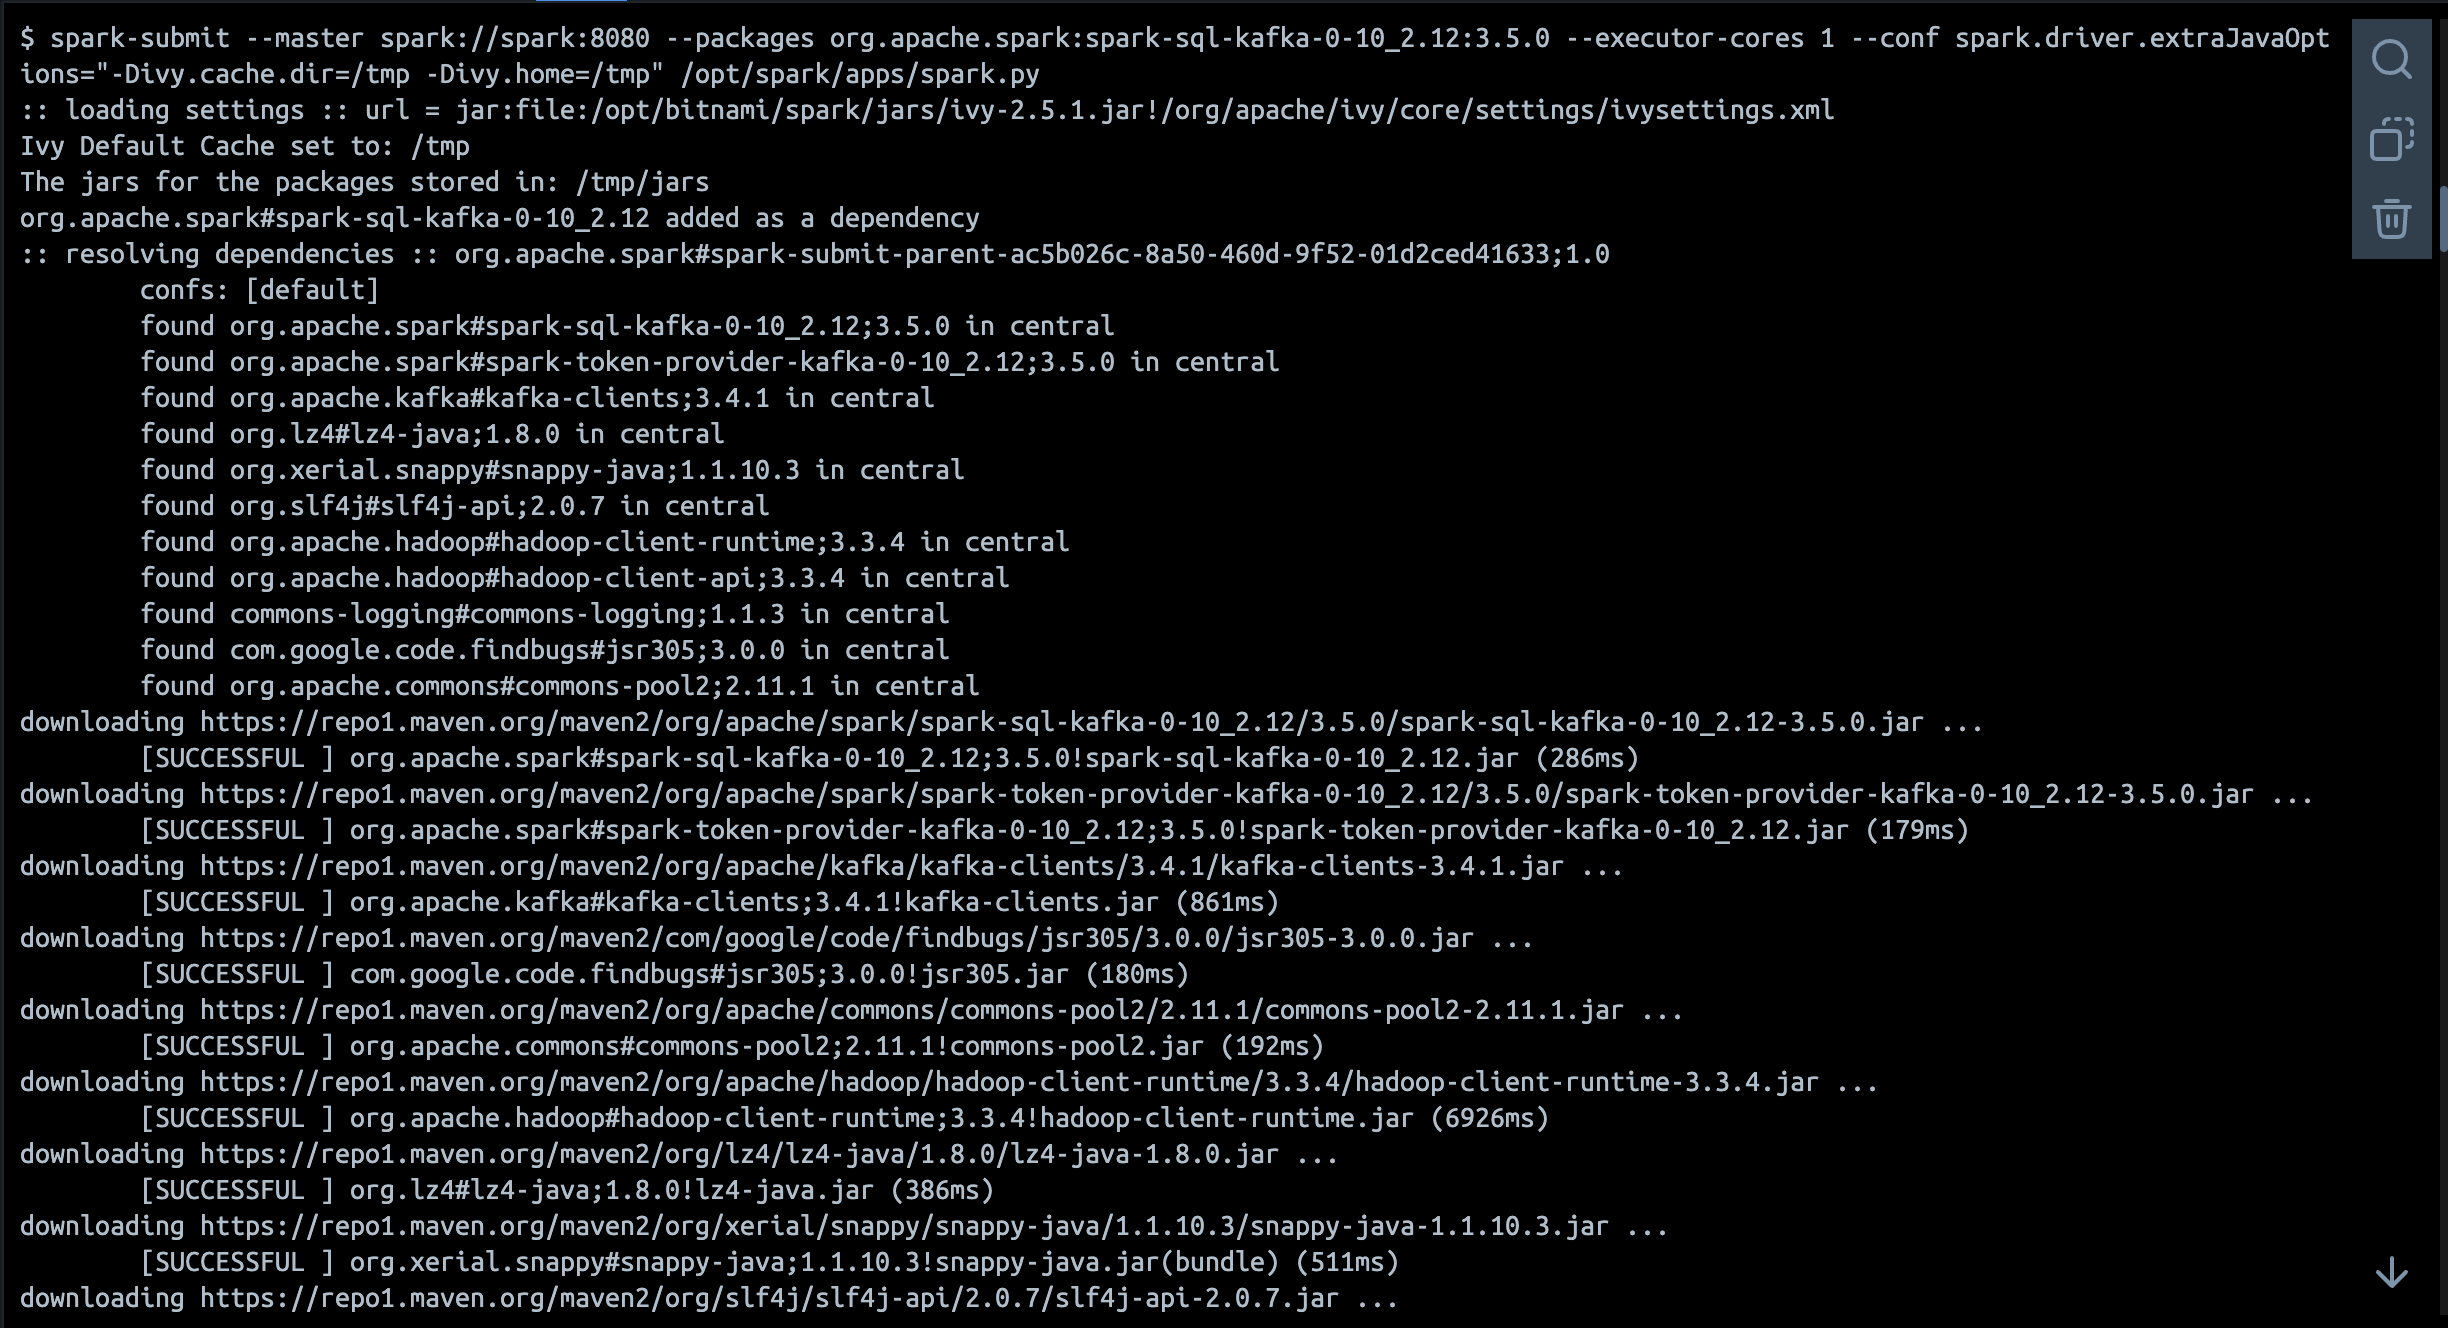 $ spark-submit --master spark://spark:8080 --packages org.apache.spark:spark-sql-kafka-0-10_2.12:3.5.0 --executor-cores 1 --conf spark.driver.extraJavaOpt
ions="-Divy.cache.dir=/tmp -Divy.home=/tmp" /opt/spark/apps/spark.py
:: loading settings :: url = jar:file:/opt/bitnami/spark/jars/ivy-2.5.1.jar!/org/apache/ivy/core/settings/ivysettings.xml
Ivy Default Cache set to: /tmp
The jars for the packages stored in: /tmp/jars
org.apache.spark#spark-sql-kafka-0-10_2.12 added as a dependency
:: resolving dependencies :: org.apache.spark#spark-submit-parent-ac5b026c-8a50-460d-9f52-01d2ced41633;1.0
confs: [default]
found org.apache.spark#spark-sql-kafka-0-10_2.12;3.5.0 in central
found org.apache.spark#spark-token-provider-kafka-0-10_2.12;3.5.0 in central
found org.apache.kafka#kafka-clients;3.4.1 in central
found org.lz4#lz4-java;1.8.0 in central
found org.xerial.snappy#snappy-java;1.1.10.3 in central
found org.slf4j#slf4j-api;2.0.7 in central
found org.apache.hadoop#hadoop-client-runtime;3.3.4 in central
found org.apache.hadoop#hadoop-client-api;3.3.4 in central
found commons-logging#commons-logging;1.1.3 in central
found com.google.code.findbugs#jsr305;3.0.0 in central
found org.apache.commons#commons-pool2;2.11.1 in central
downloading https://repo1.maven.org/maven2/org/apache/spark/spark-sql-kafka-0-10_2.12/3.5.0/spark-sql-kafka-0-10_2.12-3.5.0.jar ...
[SUCCESSFUL ] org.apache.spark#spark-sql-kafka-0-10_2.12;3.5.0!spark-sql-kafka-0-10_2.12.jar (286ms)
downloading https://repo1.maven.org/maven2/org/apache/spark/spark-token-provider-kafka-0-10_2.12/3.5.0/spark-token-provider-kafka-0-10_2.12-3.5.0.jar ...
[SUCCESSFUL ] org.apache.spark#spark-token-provider-kafka-0-10_2.12;3.5.0!spark-token-provider-kafka-0-10_2.12.jar (179ms)
downloading https://repo1.maven.org/maven2/org/apache/kafka/kafka-clients/3.4.1/kafka-clients-3.4.1.jar ...
[SUCCESSFUL ] org.apache.kafka#kafka-clients;3.4.1!kafka-clients.jar (861ms)
downloading https://repo1.maven.org/maven2/com/google/code/findbugs/jsr305/3.0.0/jsr305-3.0.0.jar ...
[SUCCESSFUL ] com.google.code.findbugs#jsr305;3.0.0!jsr305.jar (180ms)
downloading https://repo1.maven.org/maven2/org/apache/commons/commons-pool2/2.11.1/commons-pool2-2.11.1.jar ...
[SUCCESSFUL ] org.apache.commons#commons-pool2;2.11.1!commons-pool2.jar (192ms)
downloading https://repo1.maven.org/maven2/org/apache/hadoop/hadoop-client-runtime/3.3.4/hadoop-client-runtime-3.3.4.jar ...
[SUCCESSFUL ] org.apache.hadoop#hadoop-client-runtime;3.3.4!hadoop-client-runtime.jar (6926ms)
downloading https://repo1.maven.org/maven2/org/lz4/lz4-java/1.8.0/lz4-java-1.8.0.jar ...
[SUCCESSFUL ] org.lz4#lz4-java;1.8.0!lz4-java.jar (386ms)
downloading https://repo1.maven.org/maven2/org/xerial/snappy/snappy-java/1.1.10.3/snappy-java-1.1.10.3.jar ...
[SUCCESSFUL ] org.xerial.snappy#snappy-java;1.1.10.3!snappy-java.jar(bundle) (511ms)
downloading https://repo1.maven.org/maven2/org/slf4j/slf4j-api/2.0.7/slf4j-api-2.0.7.jar ...